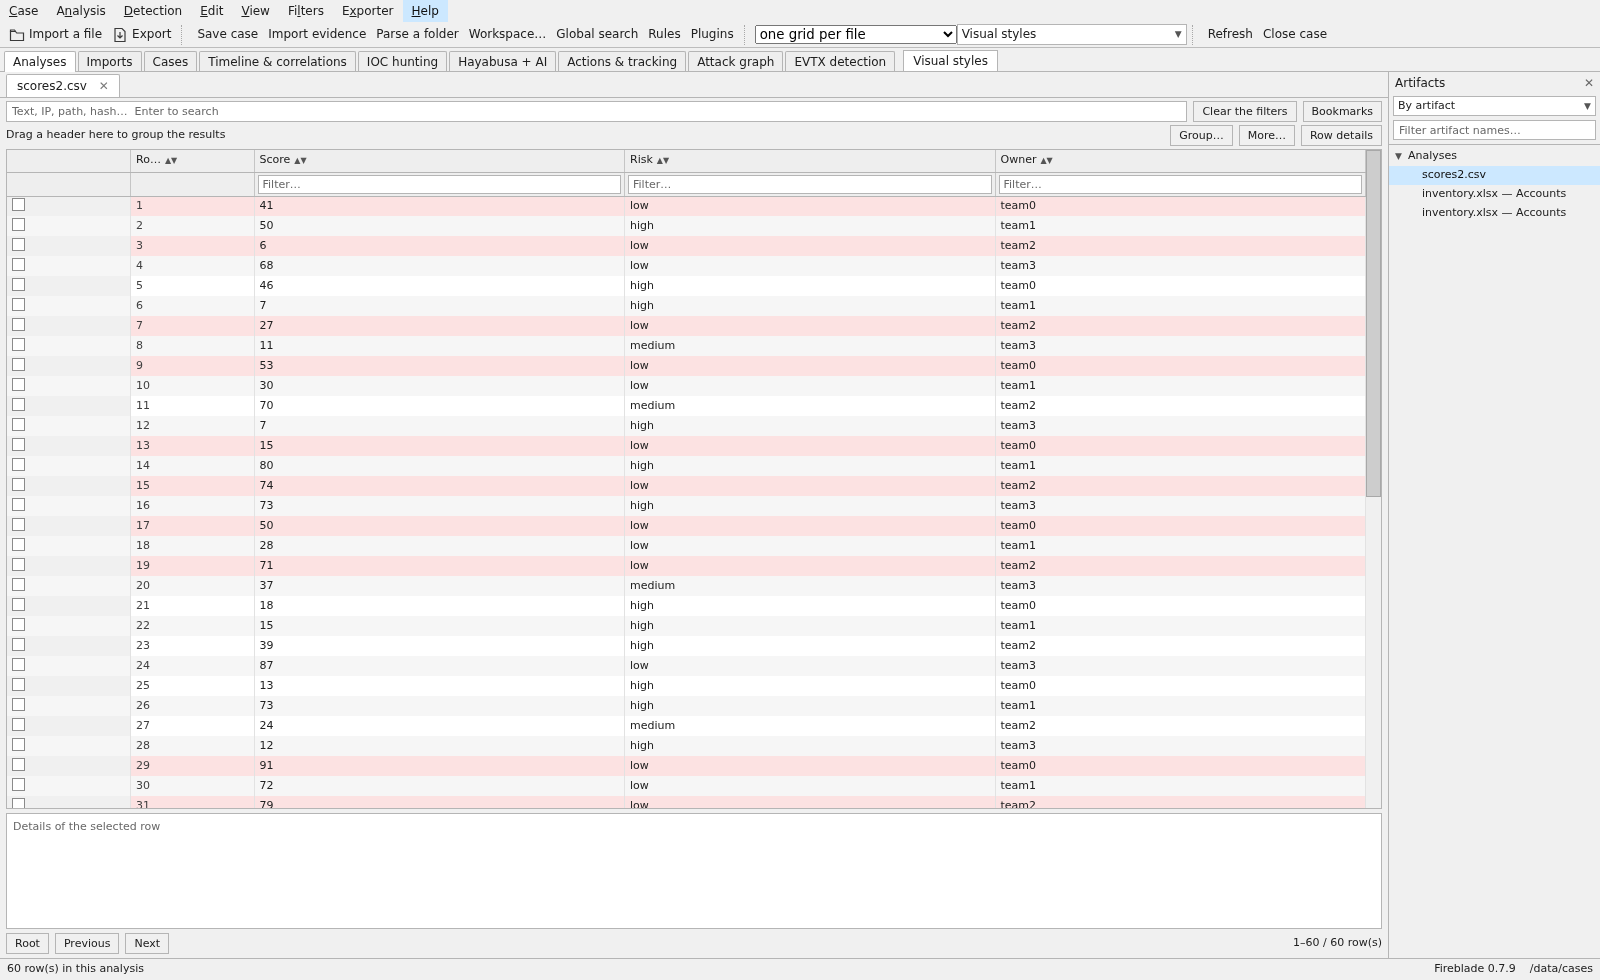 Case Analysis Detection Edit View Filters Exporter Help
Import a file Export Save case Import evidence Parse a folder Workspace… Global search Rules Plugins one grid per file Visual styles ▼ Refresh Close case
Analyses Imports Cases Timeline & correlations IOC hunting Hayabusa + AI Actions & tracking Attack graph EVTX detection Visual styles
scores2.csv ✕
Text, IP, path, hash… Enter to search Clear the filters Bookmarks
Drag a header here to group the results Group… More… Row details
Ro… ▲▼ Score ▲▼ Risk ▲▼ Owner ▲▼
Filter… Filter… Filter…
1 41 low team0
2 50 high team1
3 6 low team2
4 68 low team3
5 46 high team0
6 7 high team1
7 27 low team2
8 11 medium team3
9 53 low team0
10 30 low team1
11 70 medium team2
12 7 high team3
13 15 low team0
14 80 high team1
15 74 low team2
16 73 high team3
17 50 low team0
18 28 low team1
19 71 low team2
20 37 medium team3
21 18 high team0
22 15 high team1
23 39 high team2
24 87 low team3
25 13 high team0
26 73 high team1
27 24 medium team2
28 12 high team3
29 91 low team0
30 72 low team1
31 79 low team2
Details of the selected row
Root Previous Next 1–60 / 60 row(s)
Artifacts ✕
By artifact ▼
Filter artifact names…
▼ Analyses
scores2.csv
inventory.xlsx — Accounts
inventory.xlsx — Accounts
60 row(s) in this analysis Fireblade 0.7.9 /data/cases